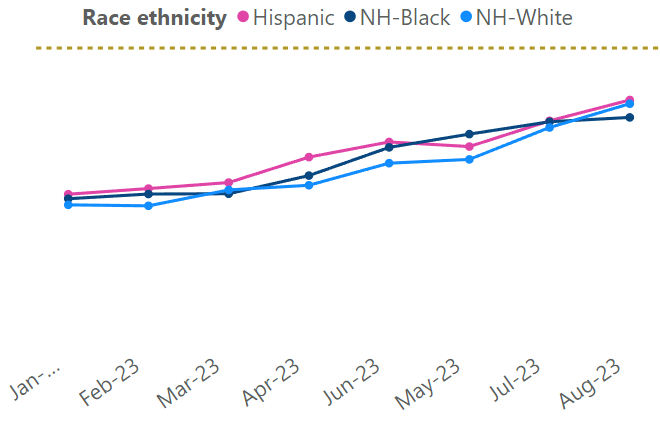 Race ethnicity Hispanic NH-Black NH-White
Jan-... Feb-23 Mar-23 Apr-23 Jun-23 May-23 Jul-23 Aug-23